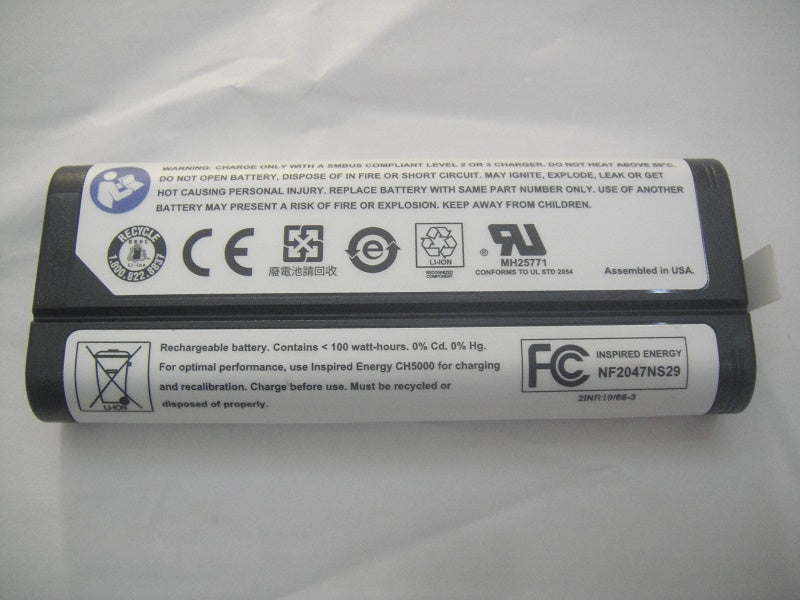 WARNING: CHARGE ONLY WITH A SMBUS COMPLIANT LEVEL 2 OR 3 CHARGER. DO NOT HEAT ABOVE 60°C.
DO NOT OPEN BATTERY, DISPOSE OF IN FIRE OR SHORT CIRCUIT. MAY IGNITE, EXPLODE, LEAK OR GET
HOT CAUSING PERSONAL INJURY. REPLACE BATTERY WITH SAME PART NUMBER ONLY. USE OF ANOTHER
BATTERY MAY PRESENT A RISK OF FIRE OR EXPLOSION. KEEP AWAY FROM CHILDREN.
RECYCLE
RBRC
Li-Ion
1.800.822.8837
CE
廢電池請回收
LI-ION
RECOGNIZED
COMPONENT
®
MH25771
CONFORMS TO UL STD 2054
Assembled in USA.
LI-ION
Rechargeable battery. Contains < 100 watt-hours. 0% Cd. 0% Hg.
For optimal performance, use Inspired Energy CH5000 for charging
and recalibration. Charge before use. Must be recycled or
disposed of properly.
FC
INSPIRED ENERGY
NF2047NS29
2INR19/66-3